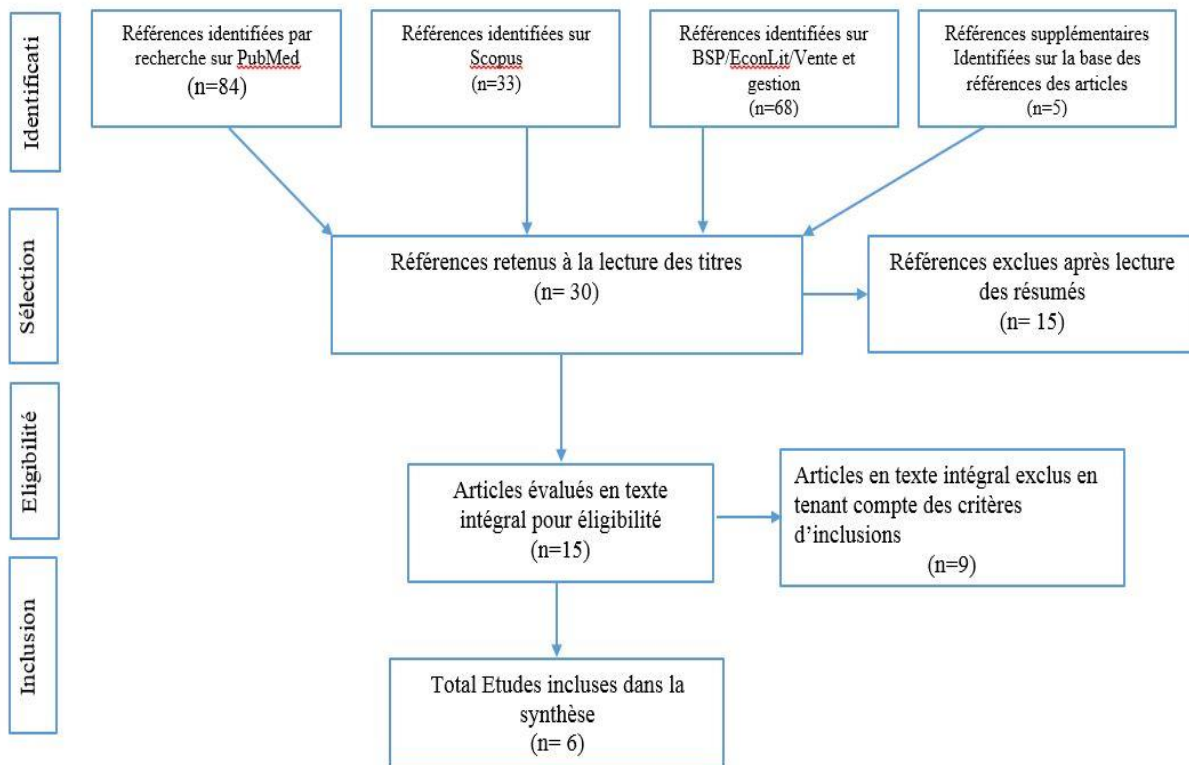 Identificati
Références identifiées par
recherche sur PubMed
(n=84)
Références identifiées sur
Scopus
(n=33)
Références identifiées sur
BSP/EconLit/Vente et
gestion
(n=68)
Références supplémentaires
Identifiées sur la base des
références des articles
(n=5)
Sélection
Références retenus à la lecture des titres
(n= 30)
Références exclues après lecture
des résumés
(n= 15)
Eligibilité
Articles évalués en texte
intégral pour éligibilité
(n=15)
Articles en texte intégral exclus en
tenant compte des critères
d’inclusions
(n=9)
Inclusion
Total Etudes incluses dans la
synthèse
(n= 6)